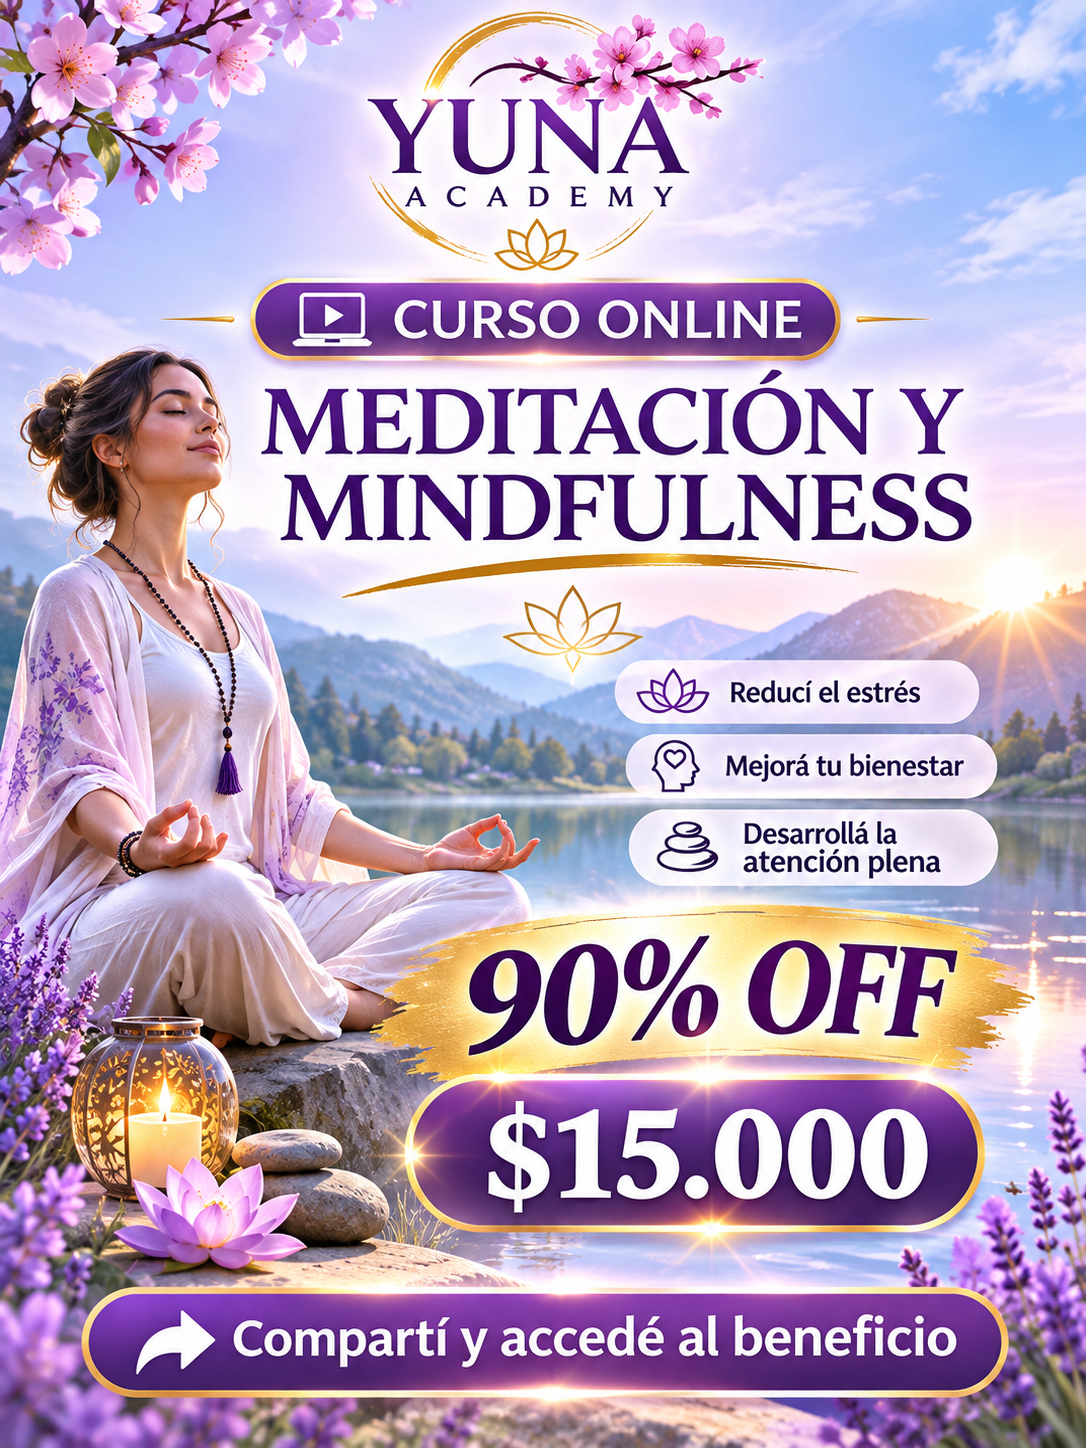 YUNA
ACADEMY
CURSO ONLINE
MEDITACIÓN Y
MINDFULNESS
Reducí el estrés
Mejorá tu bienestar
Desarrollá la
atención plena
90% OFF
$15.000
Compartí y accedé al beneficio